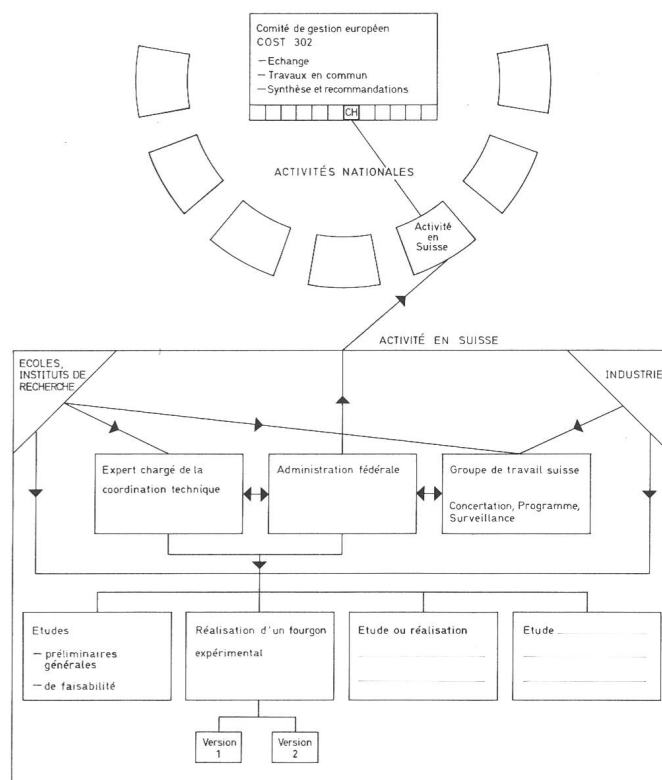 Comité de gestion européen
COST 302
— Echange
— Travaux en commun
— Synthèse et recommandations
CH
ACTIVITÉS NATIONALES
Activité
en
Suisse
ACTIVITÉ EN SUISSE
ECOLES,
INSTITUTS DE
RECHERCHE
INDUSTRIE
Expert chargé de la
coordination technique
Administration fédérale
Groupe de travail suisse
Concertation, Programme,
Surveillance
Etudes
— préliminaires
générales
— de faisabilité
Réalisation d'un fourgon
expérimental
Etude ou réalisation
Etude
Version
1
Version
2